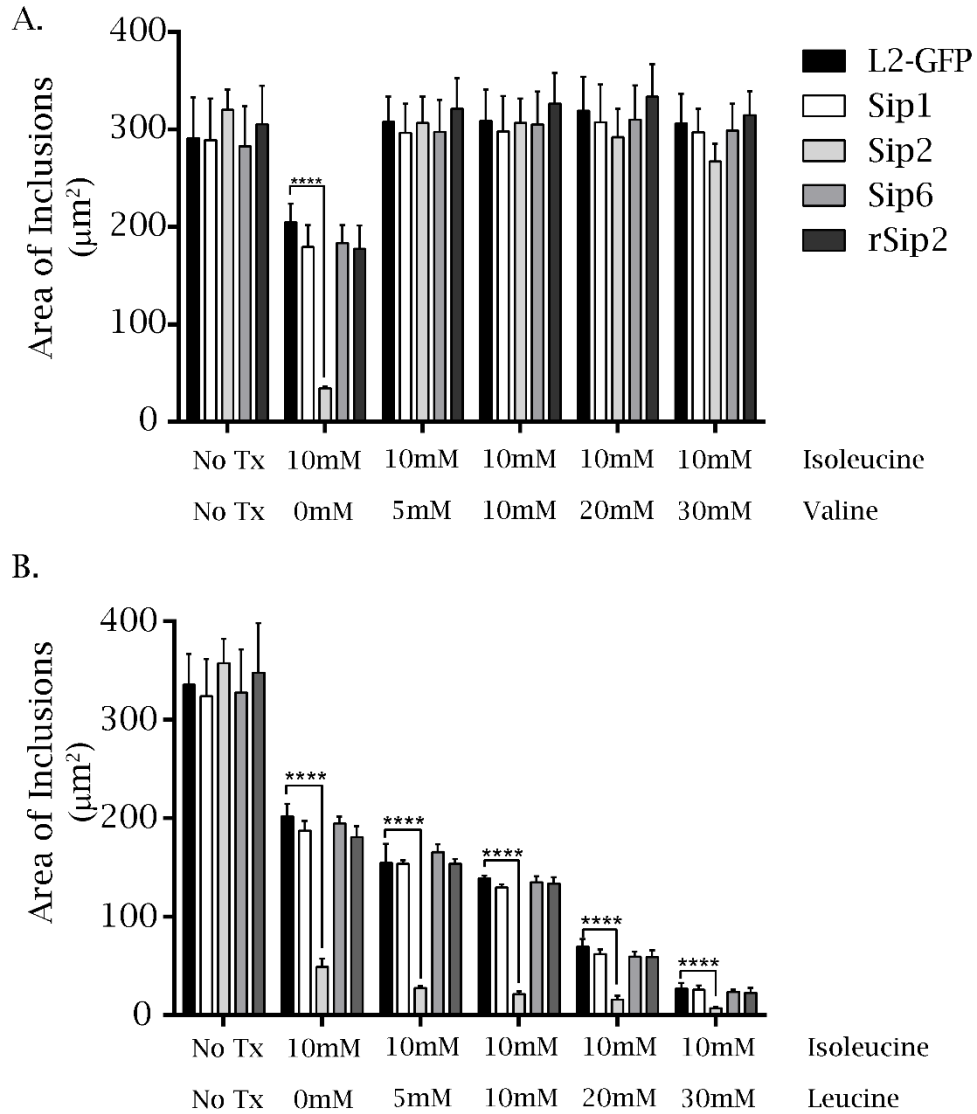 A.
400
300
200
100
0
Area of Inclusions
(μm²)
****
L2-GFP
Sip1
Sip2
Sip6
rSip2
No Tx 10mM 10mM 10mM 10mM 10mM Isoleucine
No Tx 0mM 5mM 10mM 20mM 30mM Valine
B.
400
300
200
100
0
Area of Inclusions
(μm²)
****
****
****
****
****
No Tx 10mM 10mM 10mM 10mM 10mM Isoleucine
No Tx 0mM 5mM 10mM 20mM 30mM Leucine